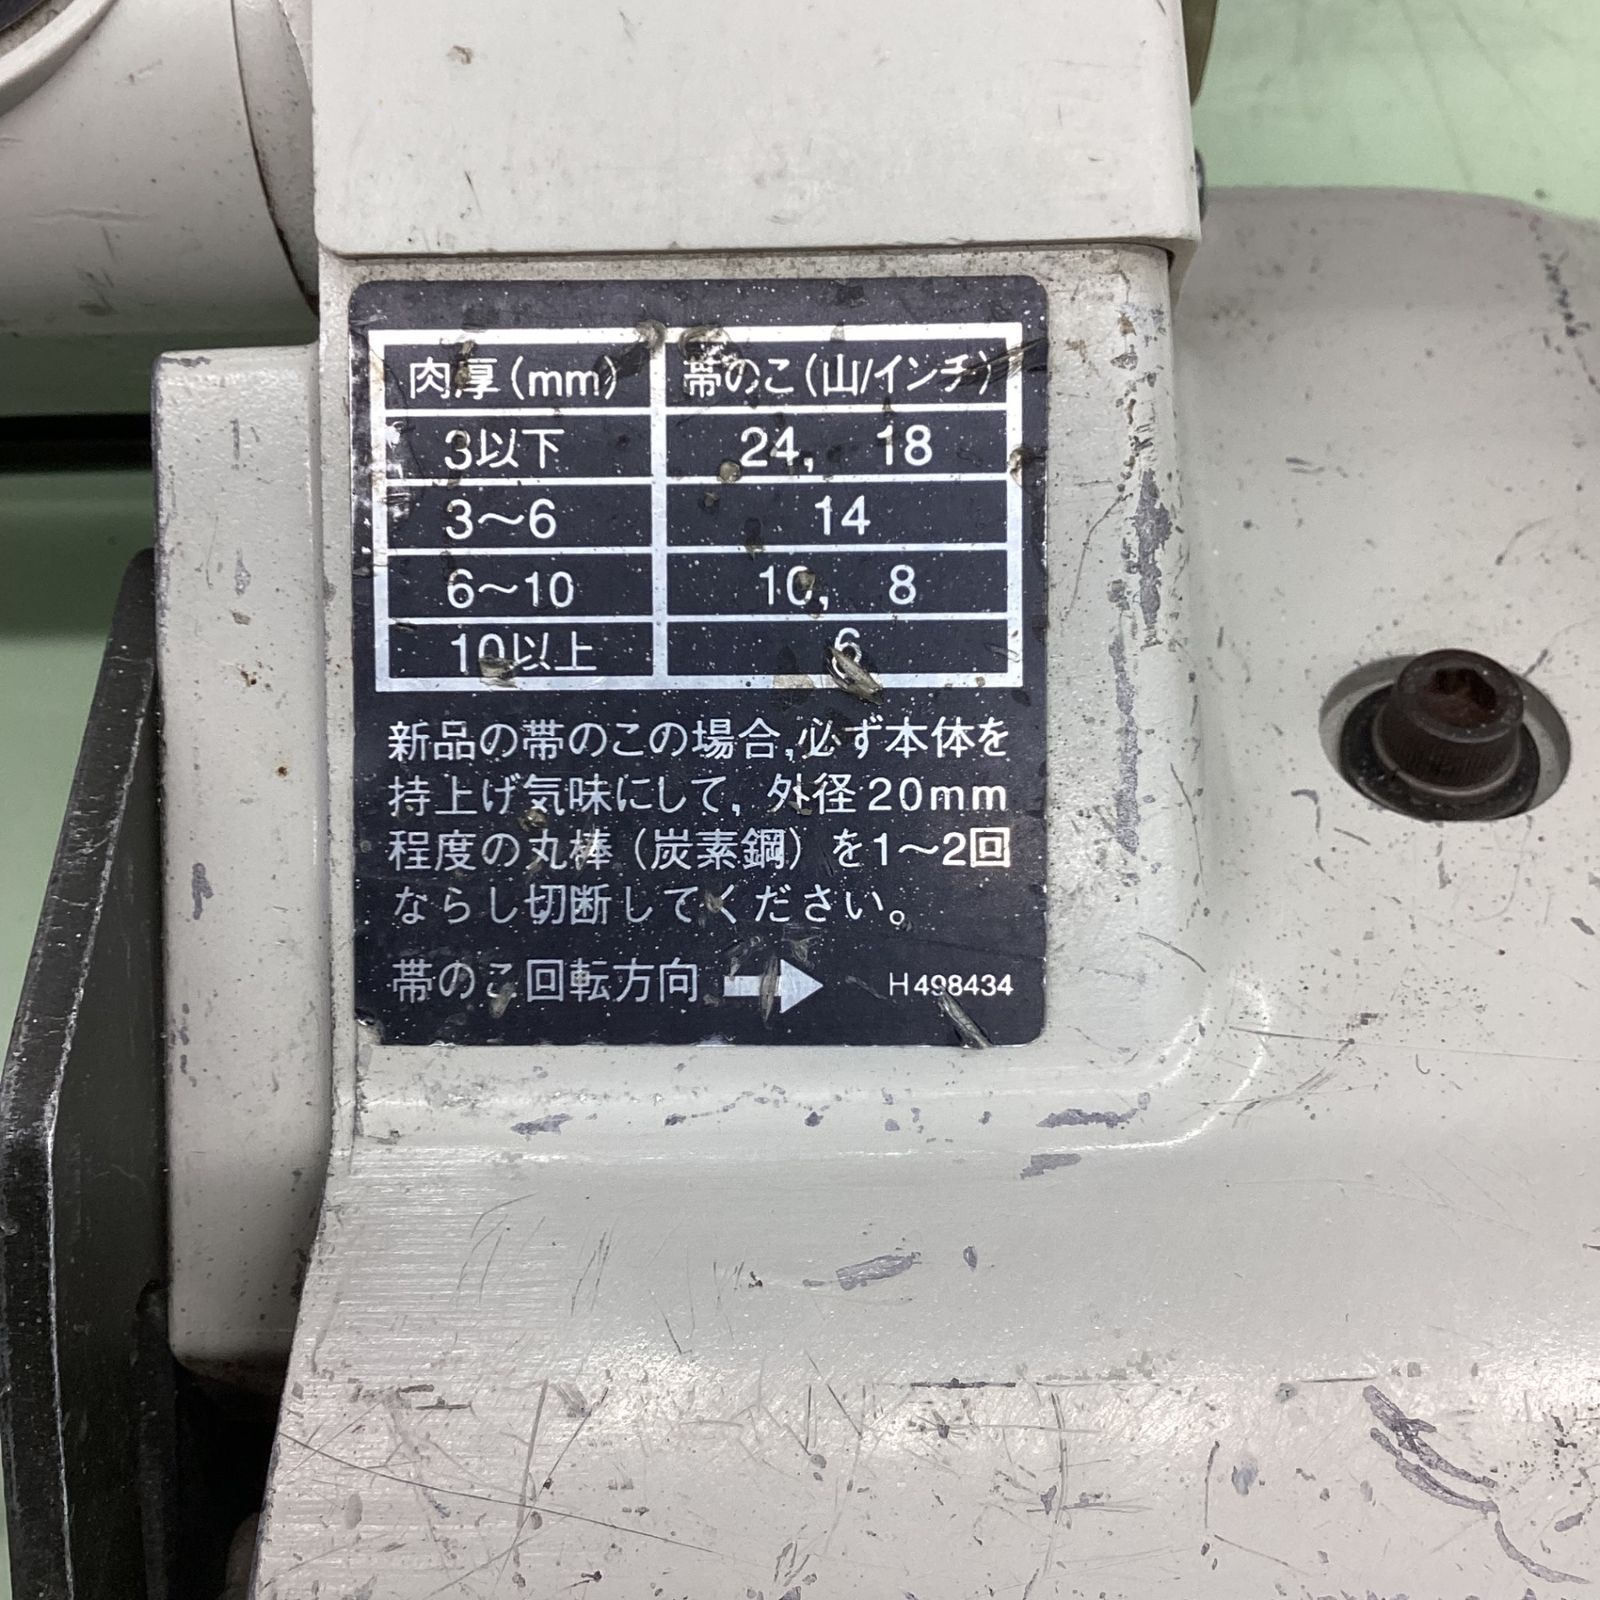 肉厚(mm) 帯のこ(山/インチ)
3以下 24, 18
3～6 14
6～10 10, 8
10以上 6
新品の帯のこの場合,必ず本体を
持上げ気味にして, 外径20mm
程度の丸棒(炭素鋼)を1～2回
ならし切断してください。
帯のこ回転方向 ➡ H498434